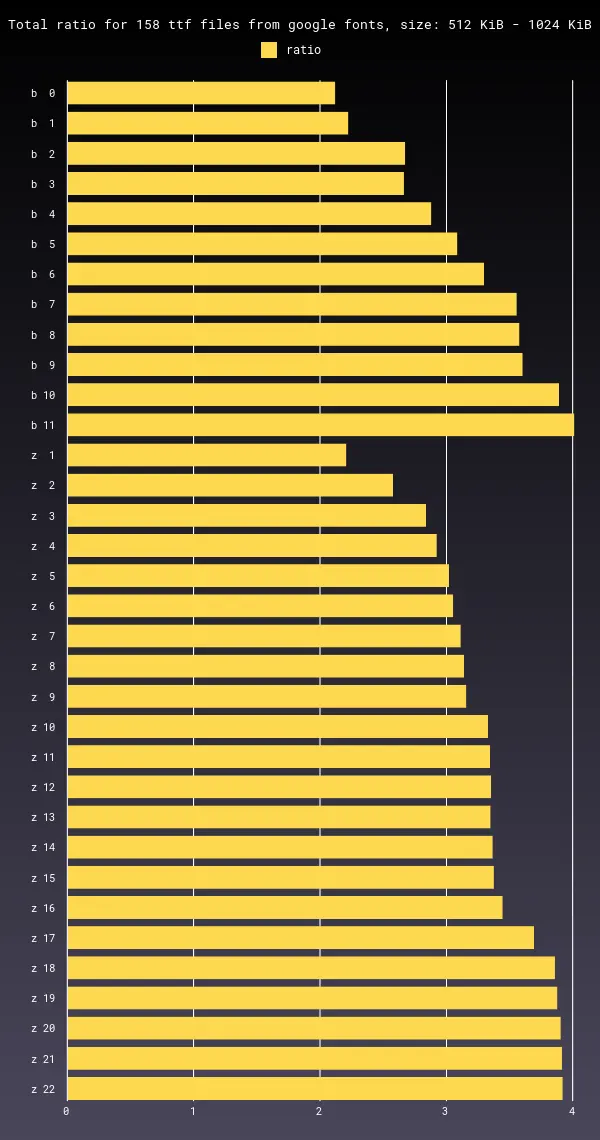 Total ratio for 158 ttf files from google fonts, size: 512 KiB - 1024 KiB
ratio
b 0
b 1
b 2
b 3
b 4
b 5
b 6
b 7
b 8
b 9
b 10
b 11
z 1
z 2
z 3
z 4
z 5
z 6
z 7
z 8
z 9
z 10
z 11
z 12
z 13
z 14
z 15
z 16
z 17
z 18
z 19
z 20
z 21
z 22
0 1 2 3 4